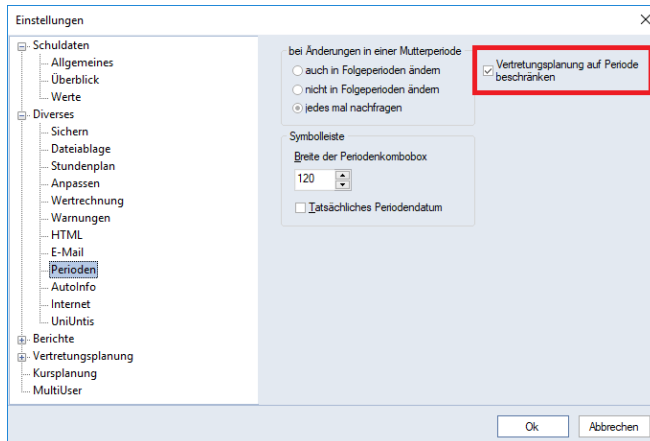 Einstellungen
Schuldaten
Allgemeines
Überblick
Werte
Diverses
Sichern
Dateiablage
Stundenplan
Anpassen
Wertrechnung
Warnungen
HTML
E-Mail
Perioden
AutoInfo
Internet
UniUntis
Berichte
Vertretungsplanung
Kursplanung
MultiUser
bei Änderungen in einer Mutterperiode
auch in Folgeperioden ändern
nicht in Folgeperioden ändern
jedes mal nachfragen
Symbolleiste
Breite der Periodenkombobox
120
Tatsächliches Periodendatum
Vertretungsplanung auf Periode
beschränken
Ok
Abbrechen